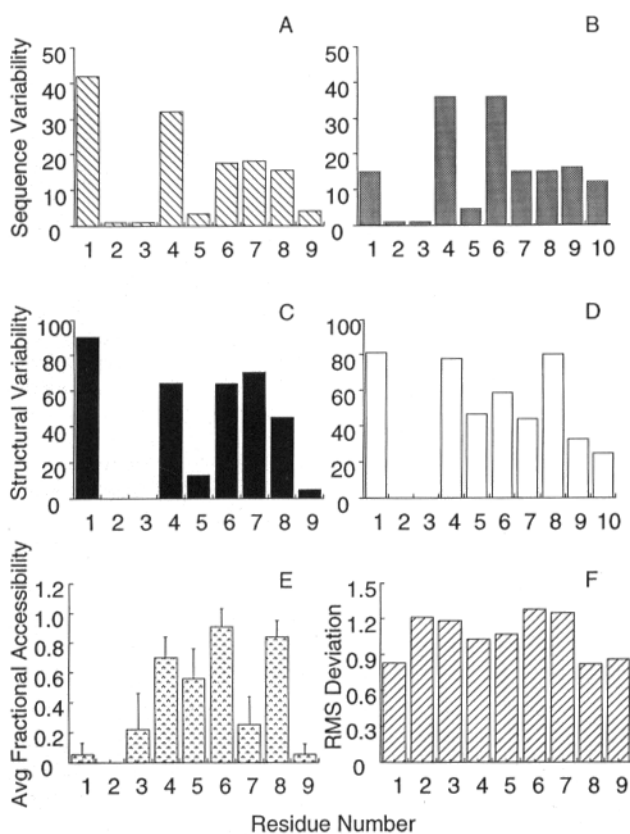 A
B
Sequence Variability
50
40
30
20
10
0
1 2 3 4 5 6 7 8 9
50
40
30
20
10
0
1 2 3 4 5 6 7 8 9 10
C
D
Structural Variability
100
80
60
40
20
0
1 2 3 4 5 6 7 8 9
100
80
60
40
20
0
1 2 3 4 5 6 7 8 9 10
E
F
Avg Fractional Accessibility
1.2
1.0
0.8
0.6
0.4
0.2
0
1 2 3 4 5 6 7 8 9
RMS Deviation
1.5
1.2
0.9
0.6
0.3
0
1 2 3 4 5 6 7 8 9
Residue Number